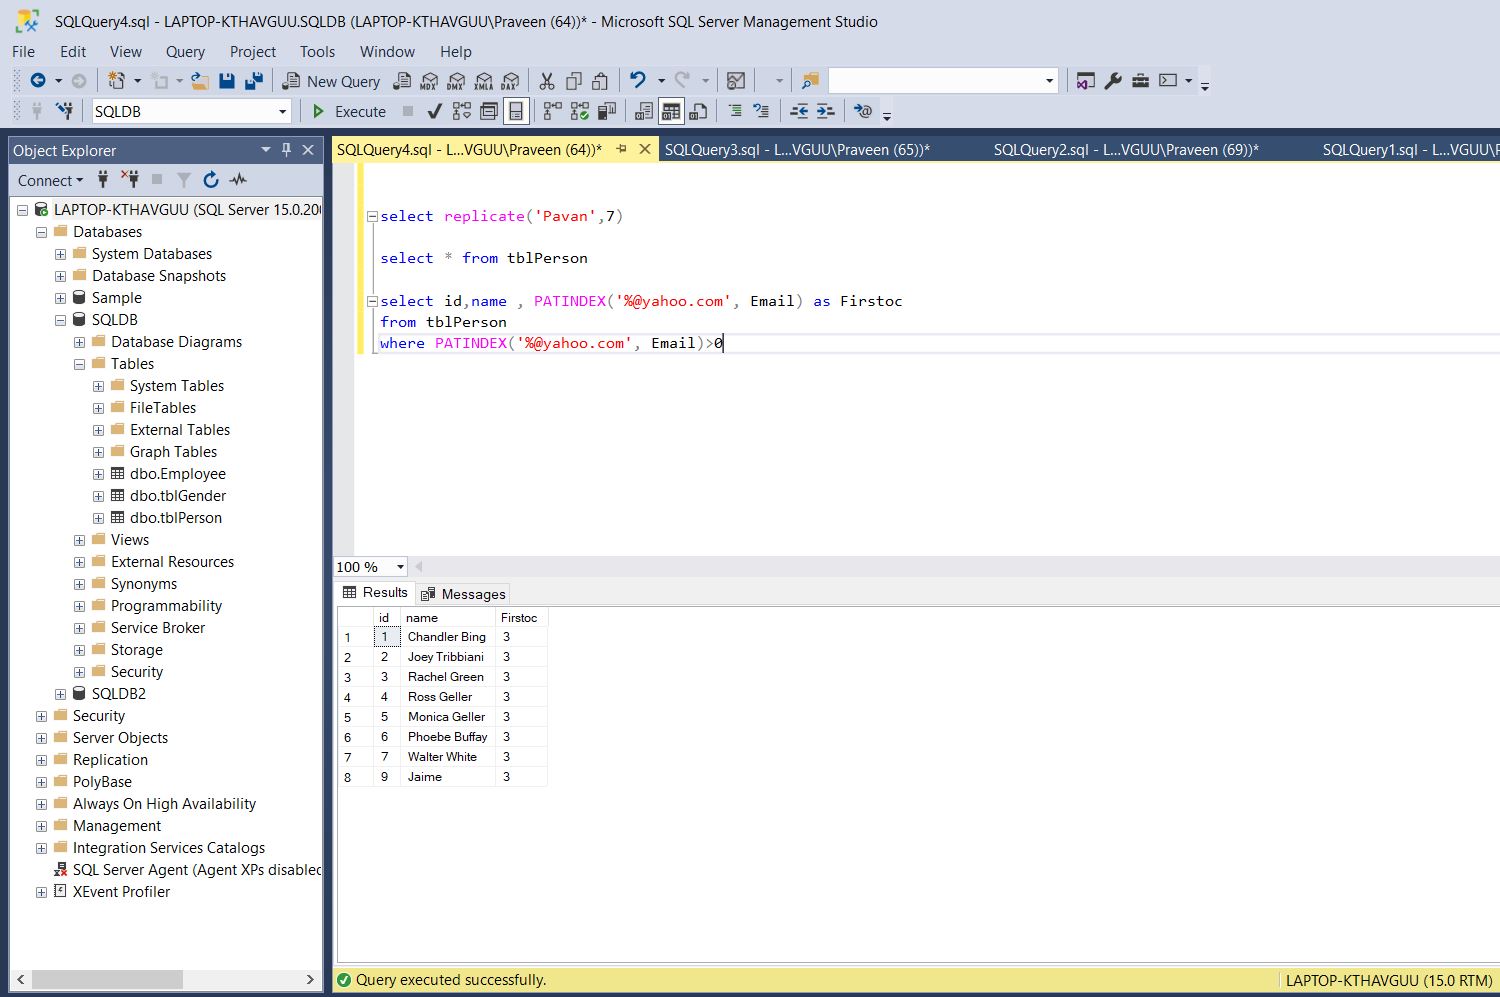 SQLQuery4.sql - LAPTOP-KTHAVGUU.SQLDB (LAPTOP-KTHAVGUU\Praveen (64))* - Microsoft SQL Server Management Studio
File Edit View Query Project Tools Window Help
New Query MDX DMX XMLA DAX
SQLDB Execute
Object Explorer
Connect
LAPTOP-KTHAVGUU (SQL Server 15.0.200
Databases
System Databases
Database Snapshots
Sample
SQLDB
Database Diagrams
Tables
System Tables
FileTables
External Tables
Graph Tables
dbo.Employee
dbo.tblGender
dbo.tblPerson
Views
External Resources
Synonyms
Programmability
Service Broker
Storage
Security
SQLDB2
Security
Server Objects
Replication
PolyBase
Always On High Availability
Management
Integration Services Catalogs
SQL Server Agent (Agent XPs disabled
XEvent Profiler
SQLQuery4.sql - L...VGUU\Praveen (64))* SQLQuery3.sql - L...VGUU\Praveen (65))* SQLQuery2.sql - L...VGUU\Praveen (69))* SQLQuery1.sql - L...VGUU\P
select replicate('Pavan',7)
select * from tblPerson
select id,name , PATINDEX('%@yahoo.com', Email) as Firstoc
from tblPerson
where PATINDEX('%@yahoo.com', Email)>0
100 %
Results Messages
id name Firstoc
1 1 Chandler Bing 3
2 2 Joey Tribbiani 3
3 3 Rachel Green 3
4 4 Ross Geller 3
5 5 Monica Geller 3
6 6 Phoebe Buffay 3
7 7 Walter White 3
8 9 Jaime 3
Query executed successfully. LAPTOP-KTHAVGUU (15.0 RTM)